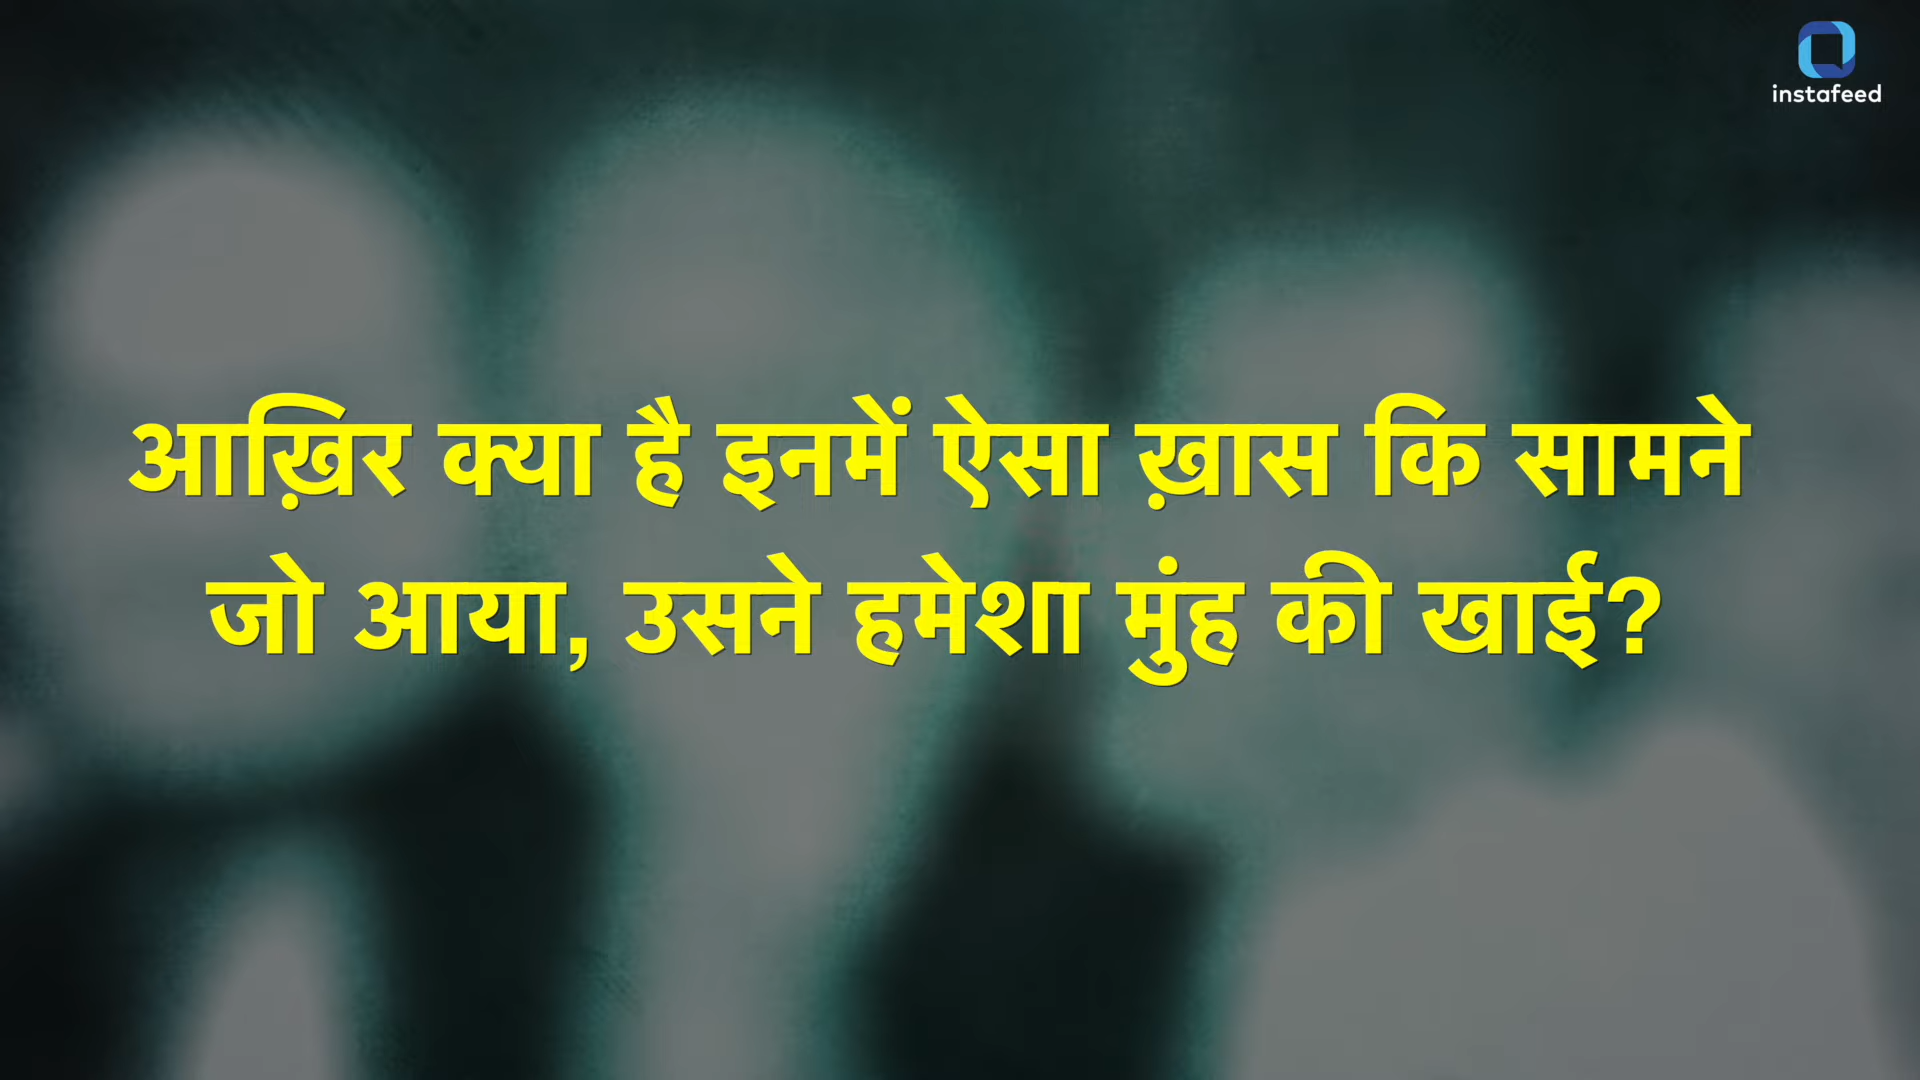 instafeed
आख़िर क्या है इनमें ऐसा ख़ास कि सामने
जो आया, उसने हमेशा मुंह की खाई?